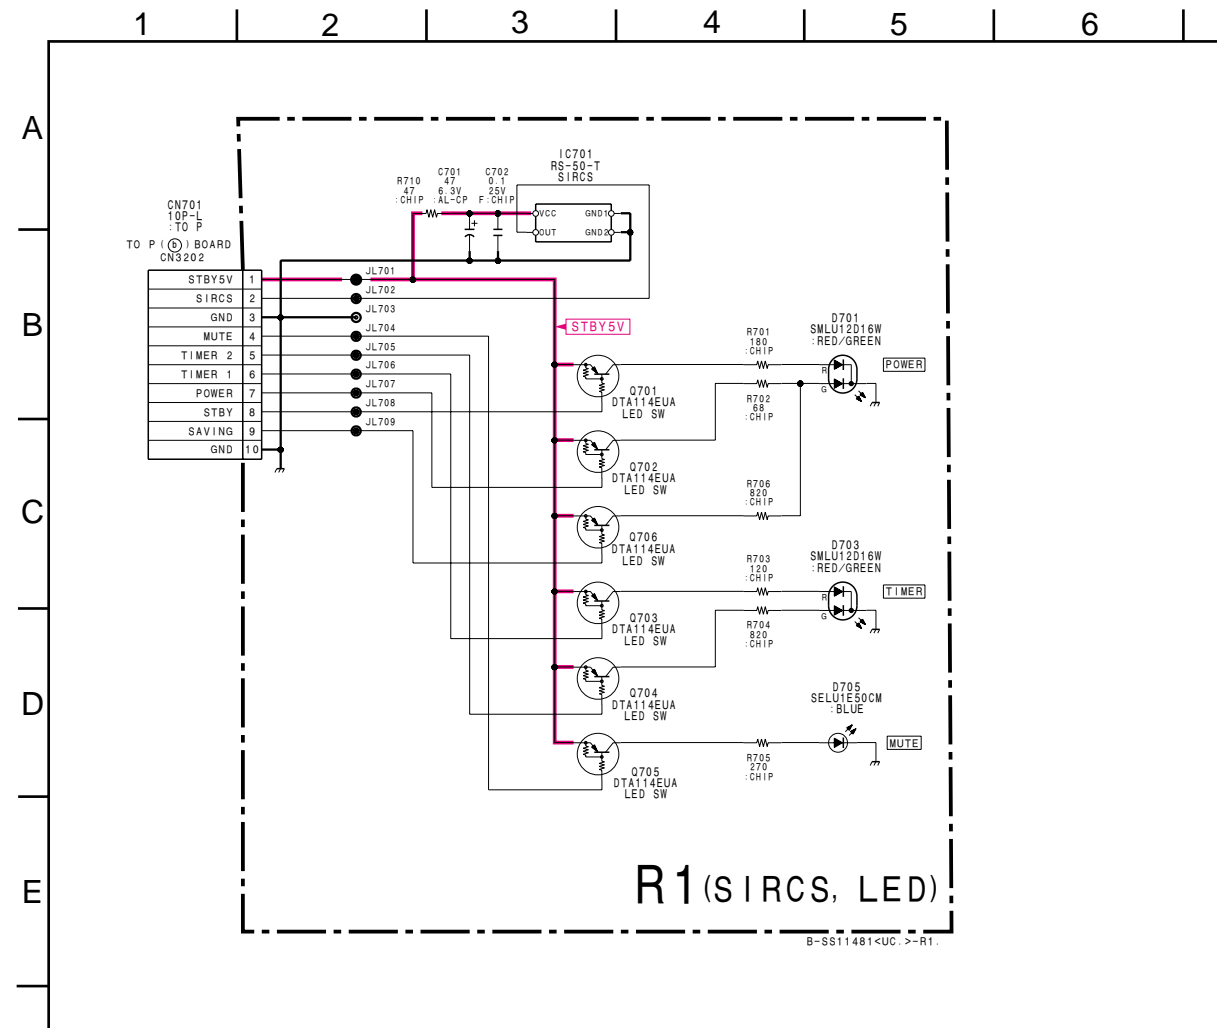 1 2 3 4 5 6
A
B
C
D
E
IC701
RS-50-T
SIRCS
R710
47
:CHIP
C701
47
6.3V
:AL-CP
C702
0.1
25V
F:CHIP
VCC
OUT
GND1
GND2
CN701
10P-L
:TO P
TO P (b) BOARD
CN3202
STBY5V 1
SIRCS 2
GND 3
MUTE 4
TIMER 2 5
TIMER 1 6
POWER 7
STBY 8
SAVING 9
GND 10
JL701
JL702
JL703
JL704
JL705
JL706
JL707
JL708
JL709
STBY5V
Q701
DTA114EUA
LED SW
Q702
DTA114EUA
LED SW
Q706
DTA114EUA
LED SW
Q703
DTA114EUA
LED SW
Q704
DTA114EUA
LED SW
Q705
DTA114EUA
LED SW
R701
180
:CHIP
R702
68
:CHIP
R706
820
:CHIP
R703
120
:CHIP
R704
820
:CHIP
R705
270
:CHIP
D701
SMLU12D16W
:RED/GREEN
R
G
POWER
D703
SMLU12D16W
:RED/GREEN
R
G
TIMER
D705
SELU1E50CM
:BLUE
MUTE
R1 (SIRCS, LED)
B-SS11481<UC.>-R1.